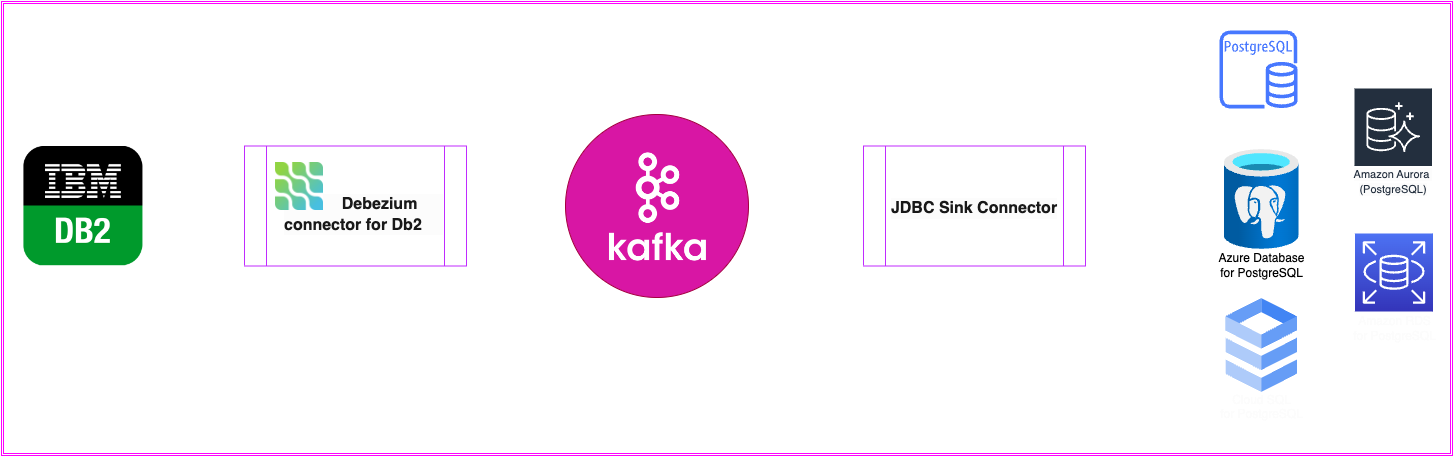 IBM
DB2
Debezium
connector for Db2
kafka
JDBC Sink Connector
PostgreSQL
Azure Database
for PostgreSQL
Amazon Aurora
(PostgreSQL)